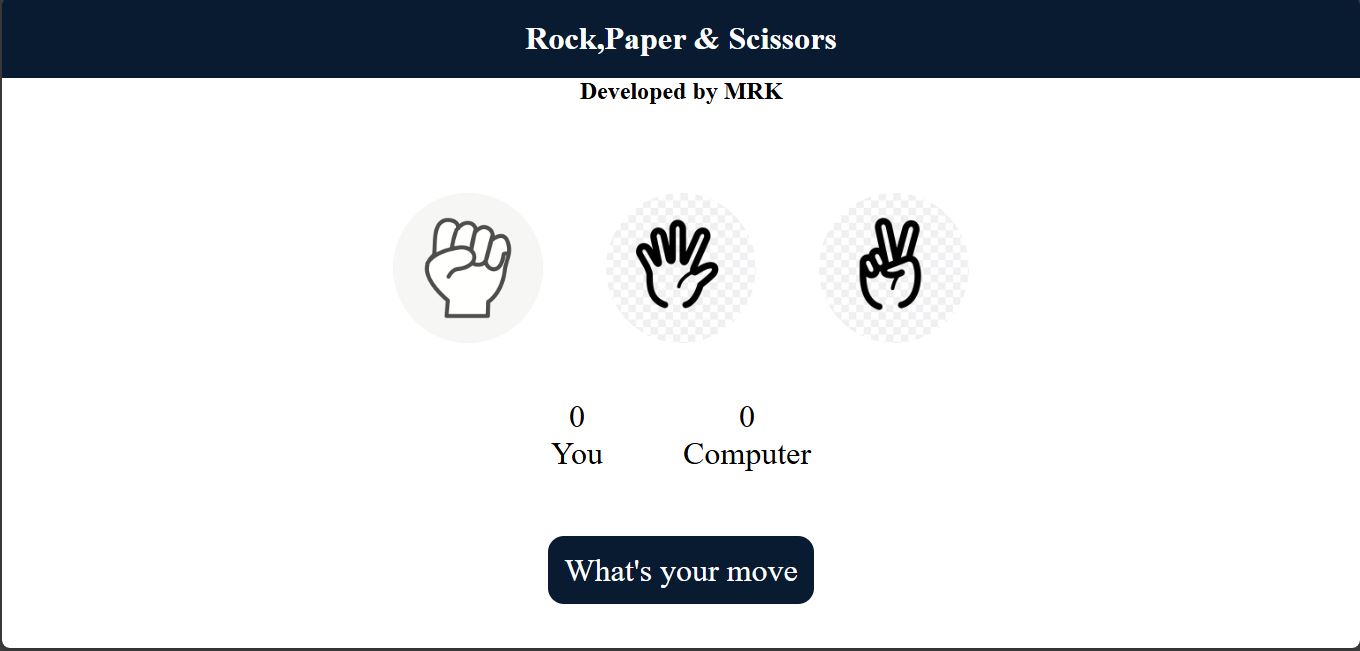 Rock,Paper & Scissors
Developed by MRK
0
You
0
Computer
What's your move